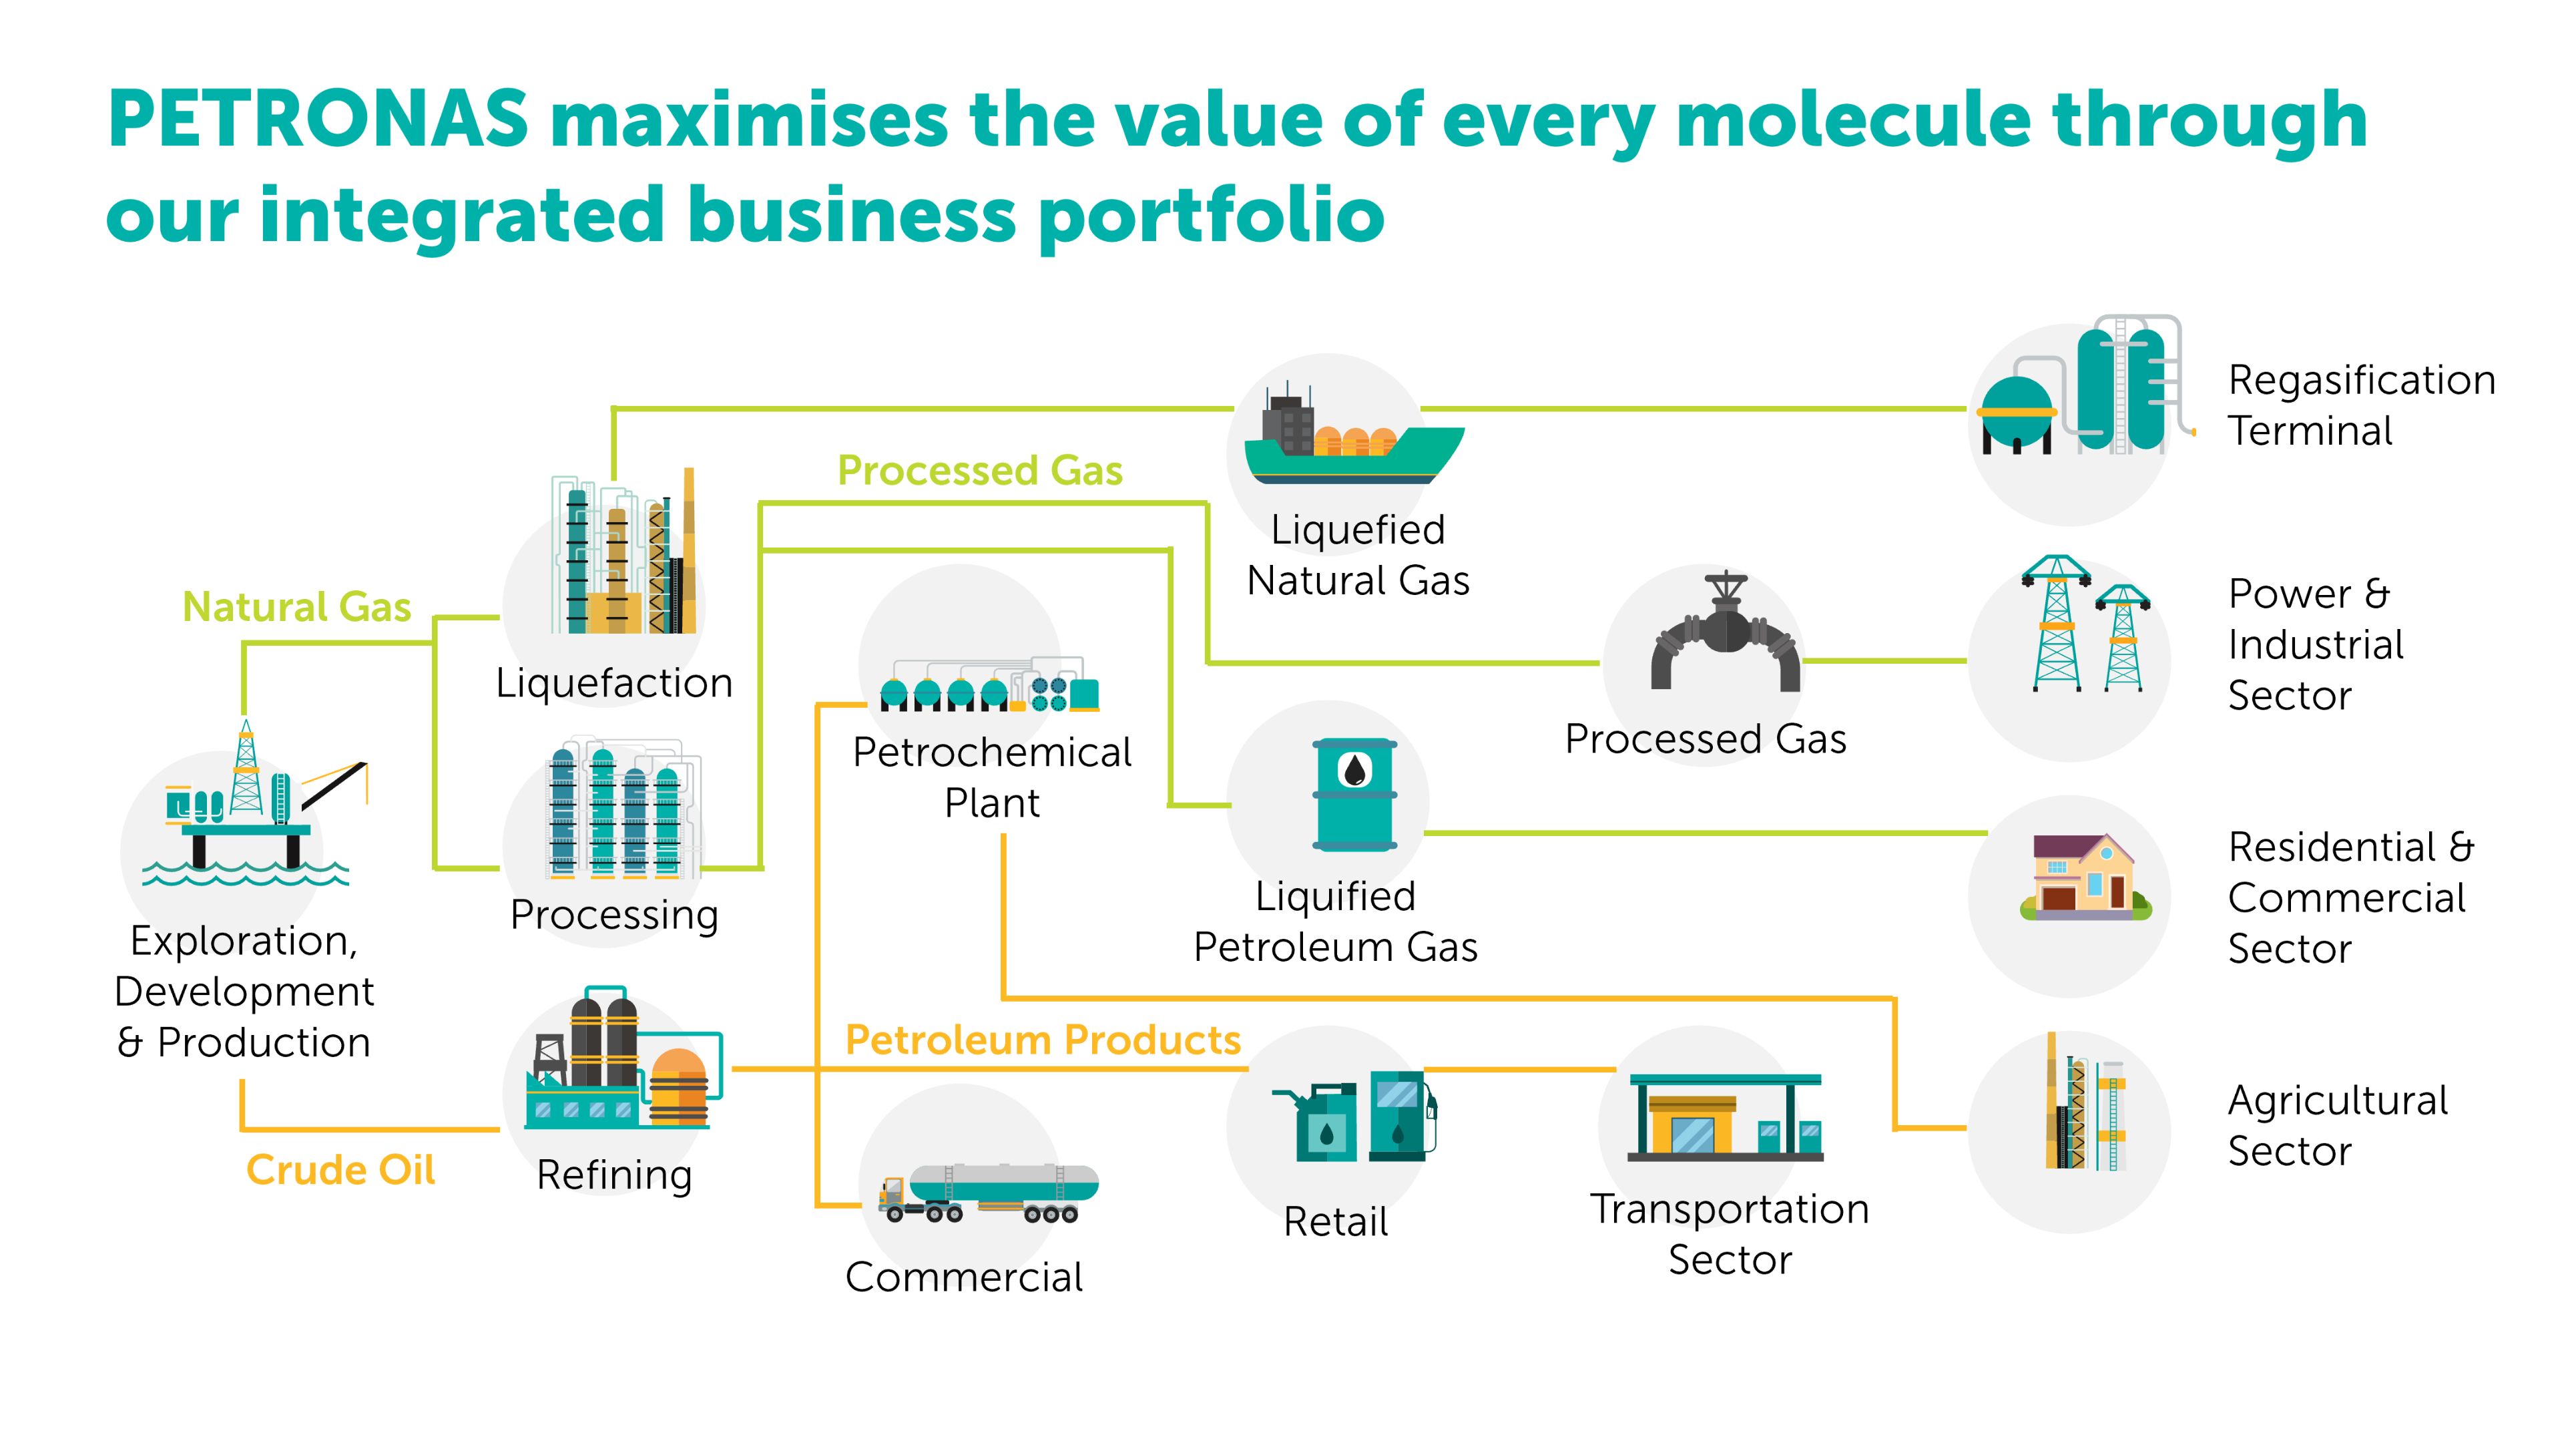 PETRONAS maximises the value of every molecule through
our integrated business portfolio
Regasification
Terminal
Processed Gas
Liquefied
Natural Gas
Natural Gas
Power &
Industrial
Sector
Liquefaction
Petrochemical
Plant
Processed Gas
Residential &
Commercial
Sector
Liquified
Petroleum Gas
Processing
Exploration,
Development
& Production
Petroleum Products
Agricultural
Sector
Crude Oil
Refining
Retail
Transportation
Sector
Commercial